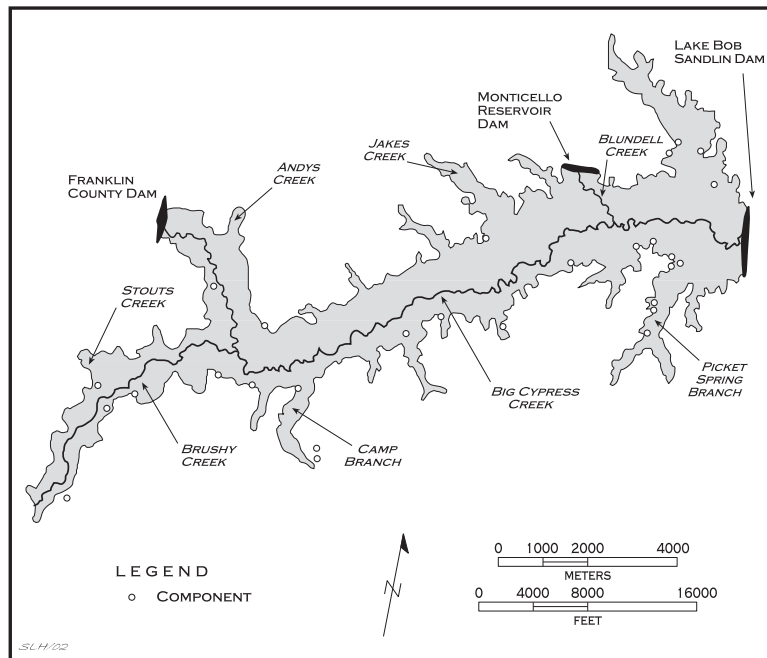 LAKE BOB
SANDLIN DAM
MONTICELLO
RESERVOIR
DAM
BLUNDELL
CREEK
JAKES
CREEK
ANDYS
CREEK
FRANKLIN
COUNTY DAM
STOUTS
CREEK
PICKET
SPRING
BRANCH
BIG CYPRESS
CREEK
BRUSHY
CREEK
CAMP
BRANCH
LEGEND
COMPONENT
N
0 1000 2000 4000
METERS
0 4000 8000 16000
FEET
SLH/02